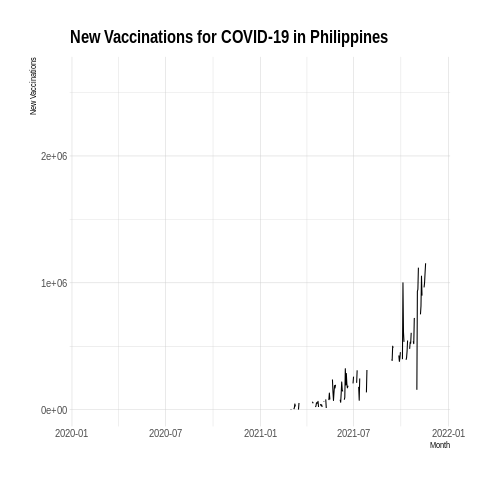 New Vaccinations for COVID-19 in Philippines
New Vaccinations
2e+06
1e+06
0e+00
2020-01
2020-07
2021-01
2021-07
2022-01
Month